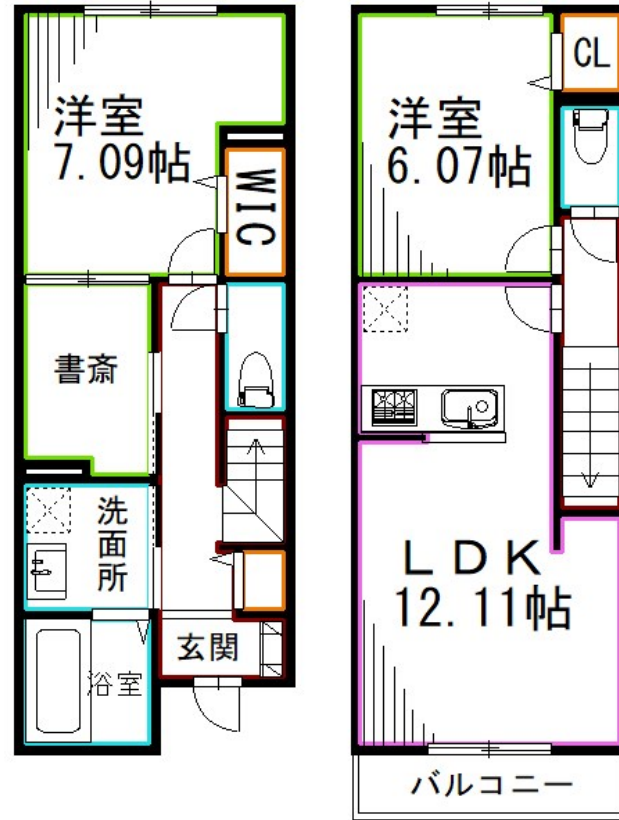 洋室
7.09帖
WIC
書斎
洗面所
浴室
玄関
CL
洋室
6.07帖
LDK
12.11帖
バルコニー